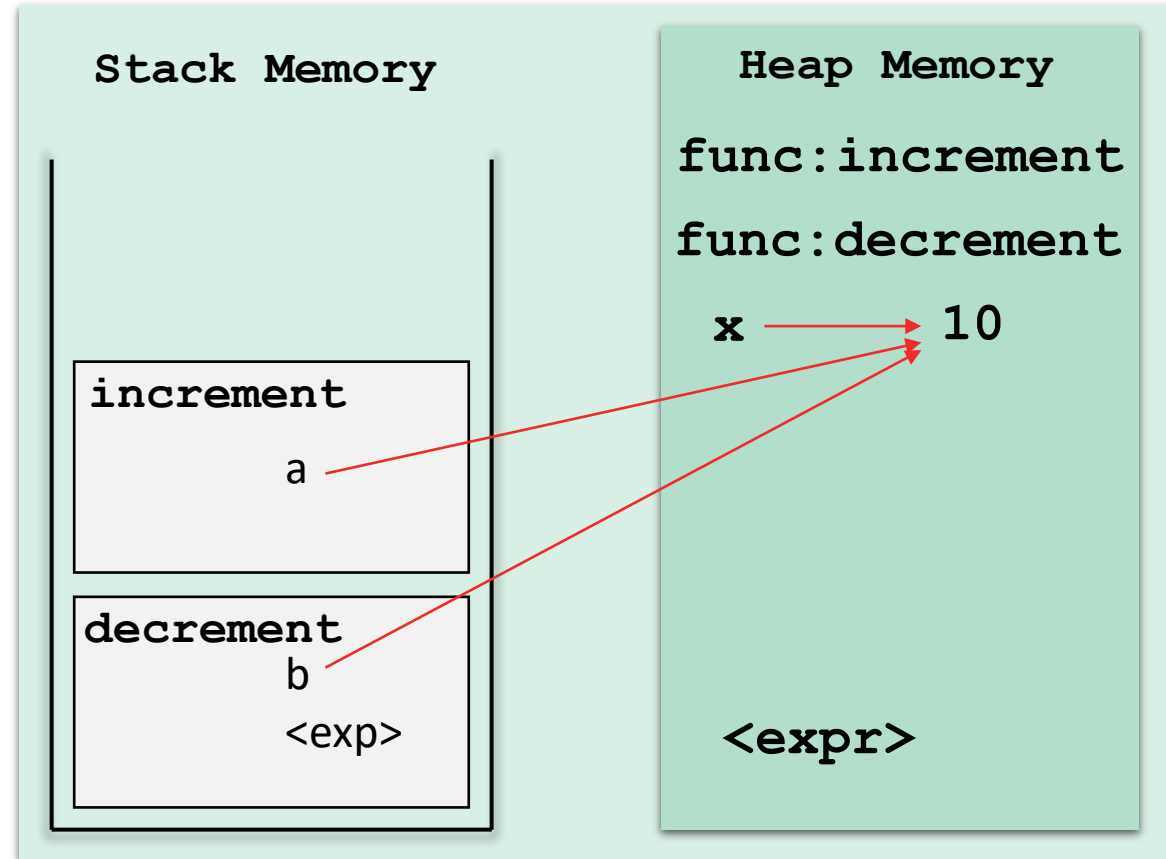 Stack Memory
increment
a
decrement
b
<exp>
Heap Memory
func:increment
func:decrement
x 10
<expr>